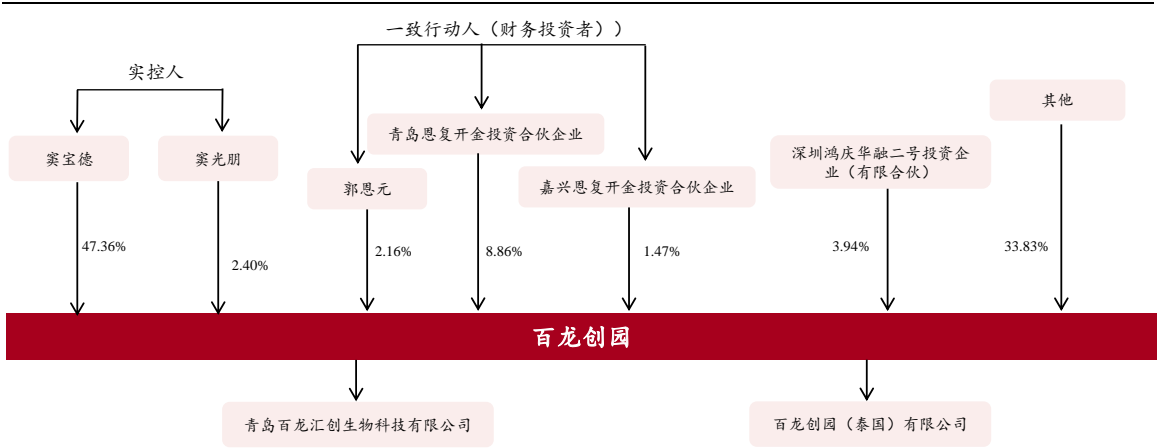 一致行动人（财务投资者））
实控人
其他
青岛恩复开金投资合伙企业
窦宝德
窦光朋
深圳鸿庆华融二号投资企
业（有限合伙）
郭恩元
嘉兴恩复开金投资合伙企业
47.36%
2.40%
2.16%
8.86%
1.47%
3.94%
33.83%
百龙创园
青岛百龙汇创生物科技有限公司
百龙创园（泰国）有限公司